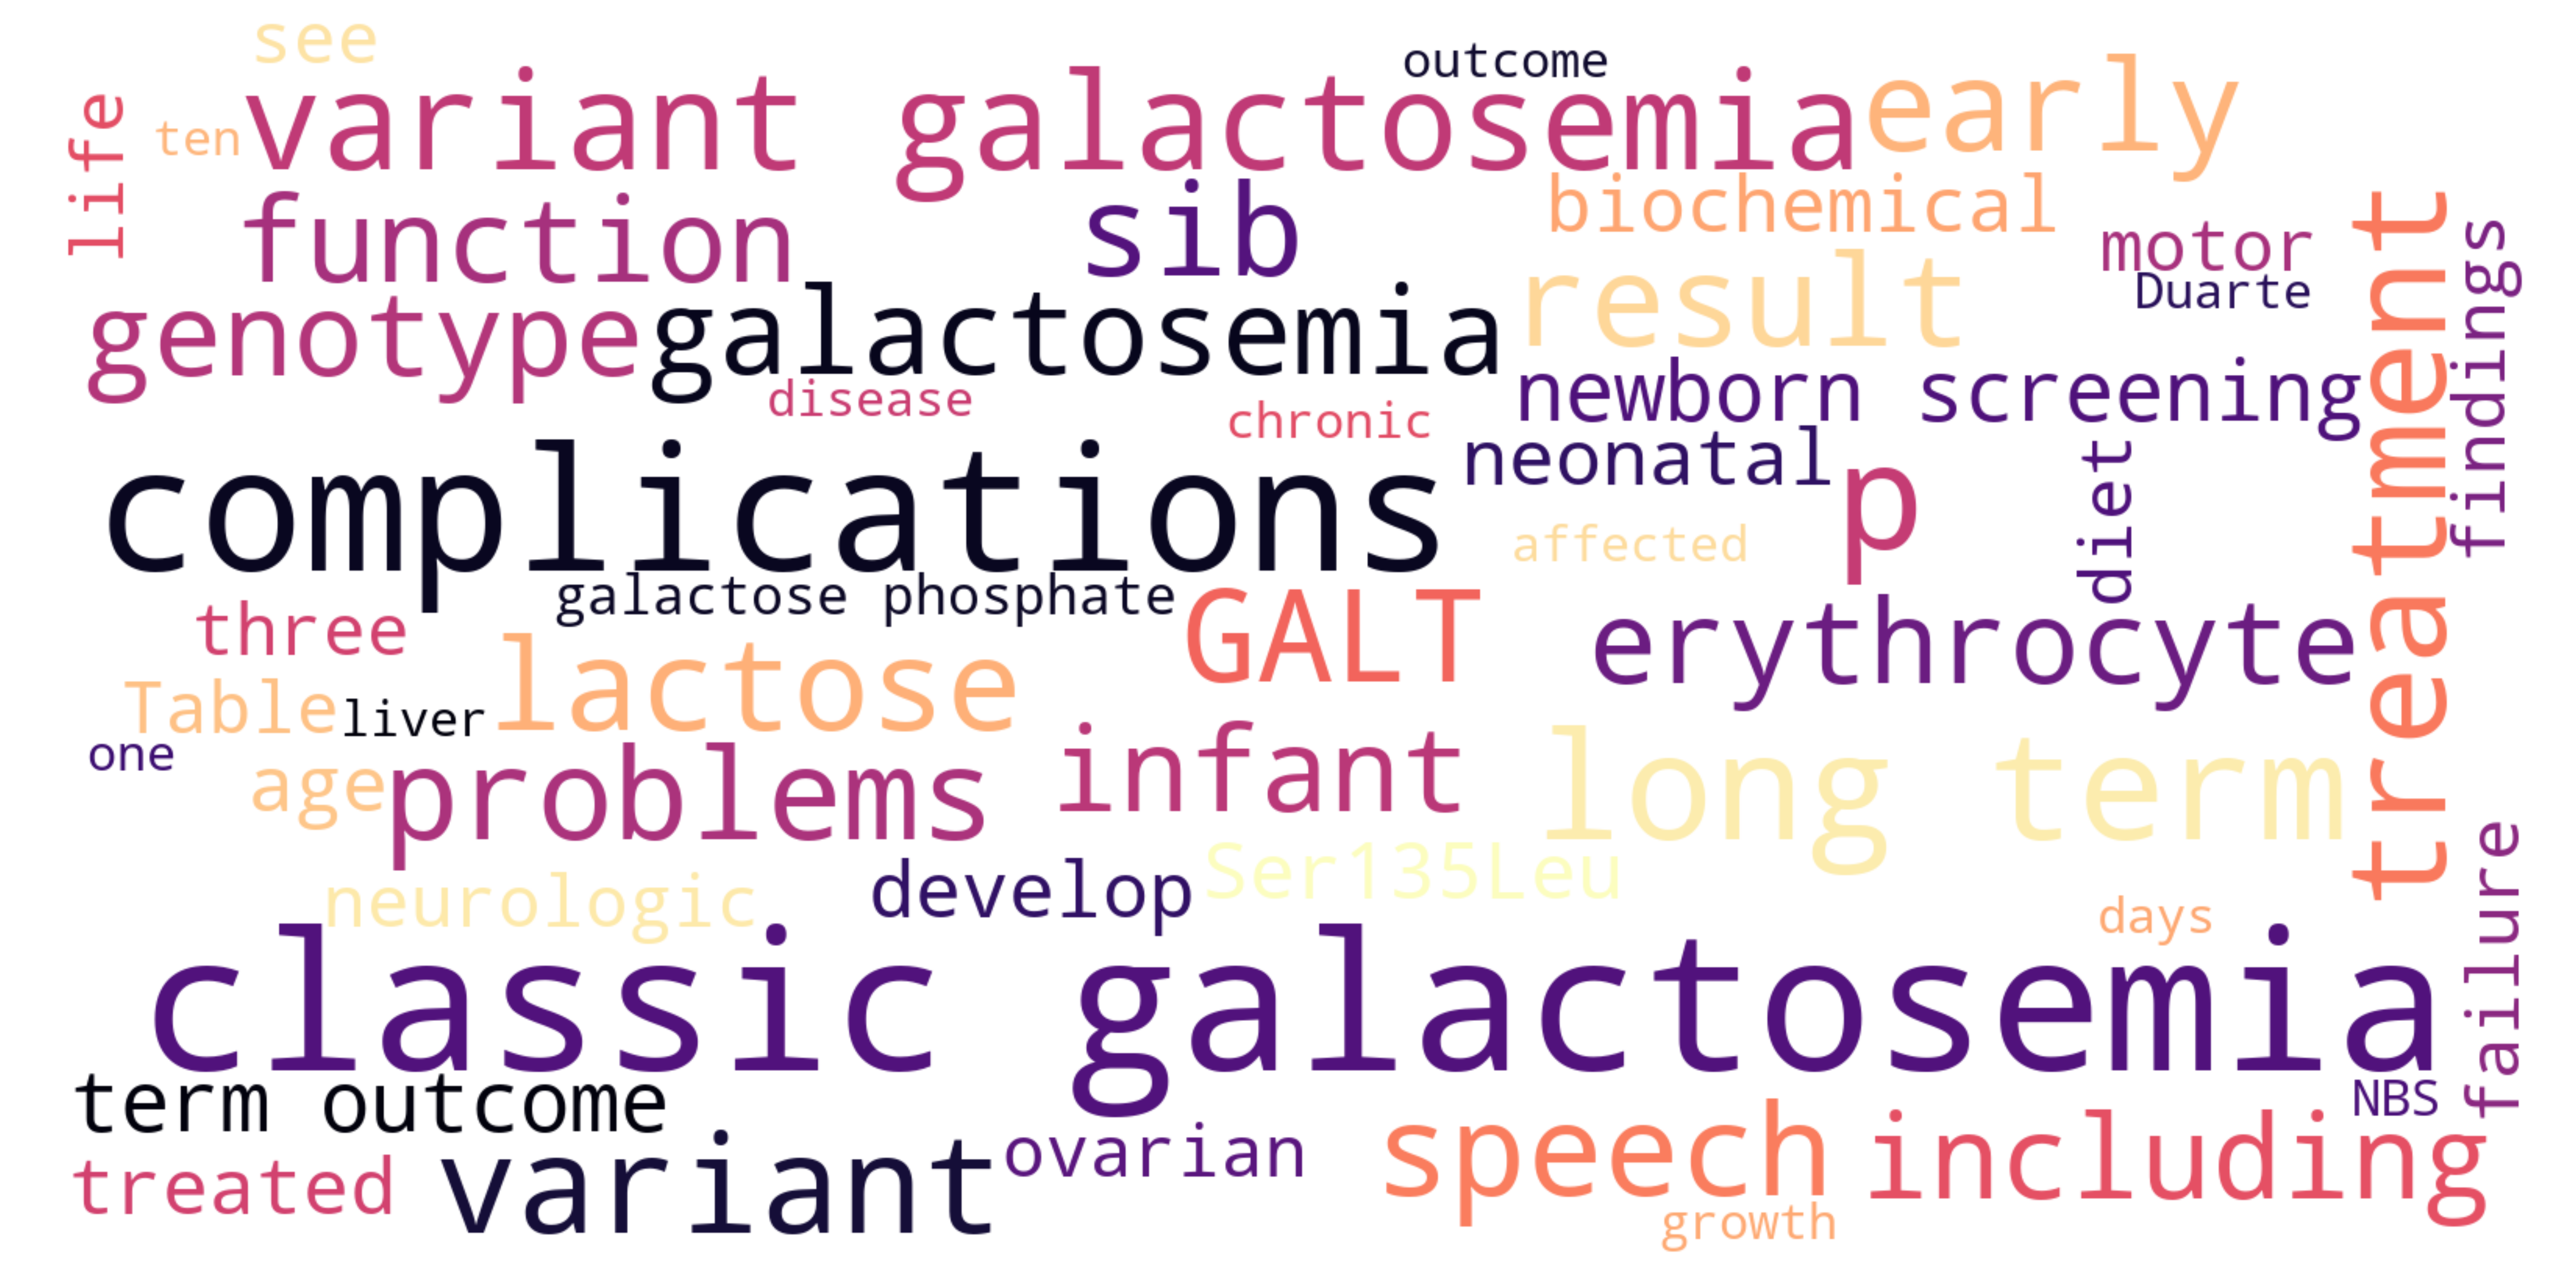 see
outcome
life
ten
variant galactosemia
early
function
sib
biochemical
motor
treatment
findings
genotype
galactosemia
result
Duarte
disease
chronic
newborn screening
complications
neonatal
p
diet
affected
galactose phosphate
three
GALT
erythrocyte
Table
liver
lactose
one
age
problems
infant
long term
neurologic
develop
Ser135Leu
days
failure
classic galactosemia
term outcome
NBS
treated
variant
ovarian
speech
including
growth